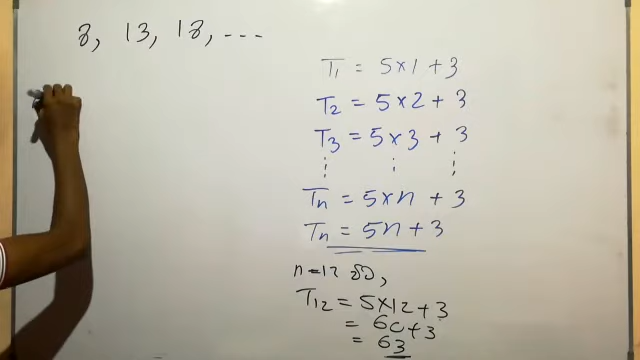 8, 13, 18, ---
T₁ = 5×1+3
T₂ = 5×2+3
T₃ = 5×3+3
⋮ ⋮ ⋮
Tₙ = 5×n+3
Tₙ = 5n+3
n=12 විට,
T₁₂ = 5×12+3
= 60+3
= 63